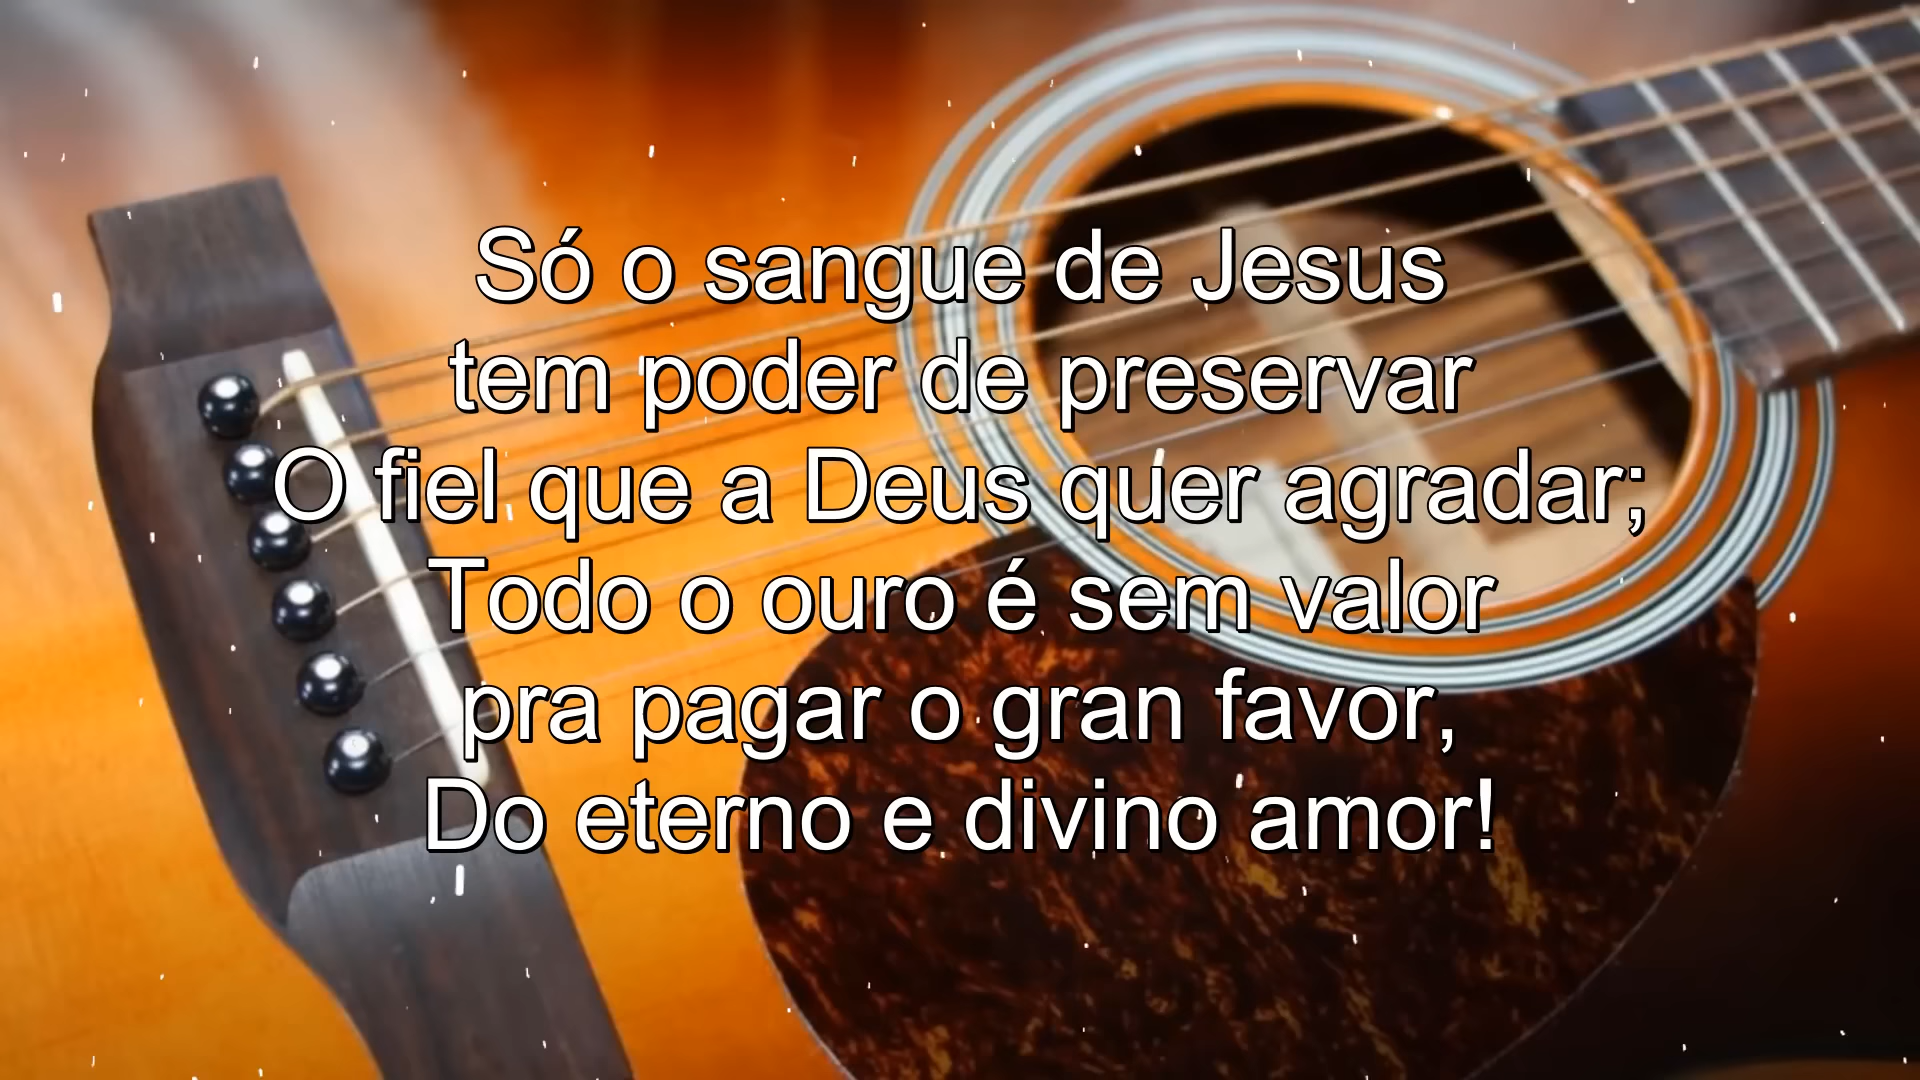 Só o sangue de Jesus
tem poder de preservar
O fiel que a Deus quer agradar;
Todo o ouro é sem valor
pra pagar o gran favor,
Do eterno e divino amor!